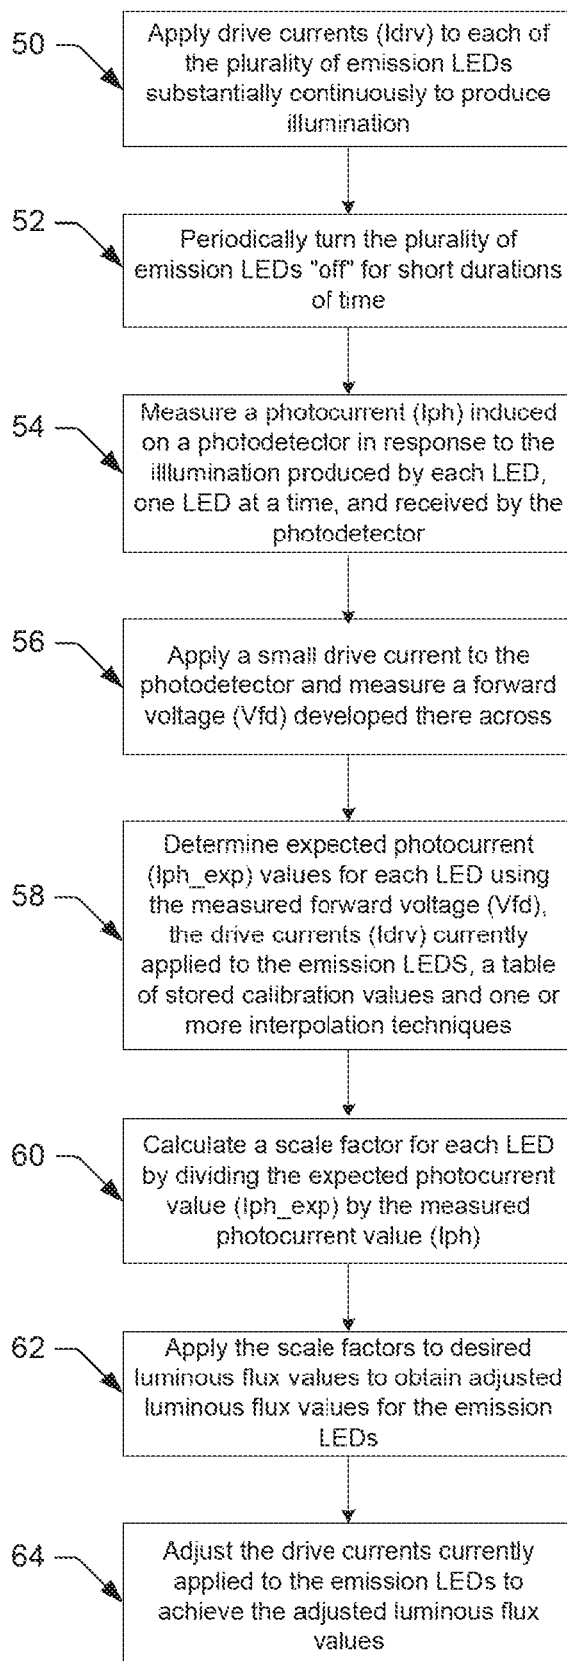 50
Apply drive currents (Idrv) to each of
the plurality of emission LEDs
substantially continuously to produce
illumination
52
Periodically turn the plurality of
emission LEDs "off" for short durations
of time
54
Measure a photocurrent (Iph) induced
on a photodetector in response to the
illlumination produced by each LED,
one LED at a time, and received by the
photodetector
56
Apply a small drive current to the
photodetector and measure a forward
voltage (Vfd) developed there across
58
Determine expected photocurrent
(Iph_exp) values for each LED using
the measured forward voltage (Vfd),
the drive currents (Idrv) currently
applied to the emission LEDS, a table
of stored calibration values and one or
more interpolation techniques
60
Calculate a scale factor for each LED
by dividing the expected photocurrent
value (Iph_exp) by the measured
photocurrent value (Iph)
62
Apply the scale factors to desired
luminous flux values to obtain adjusted
luminous flux values for the emission
LEDs
64
Adjust the drive currents currently
applied to the emission LEDs to
achieve the adjusted luminous flux
values